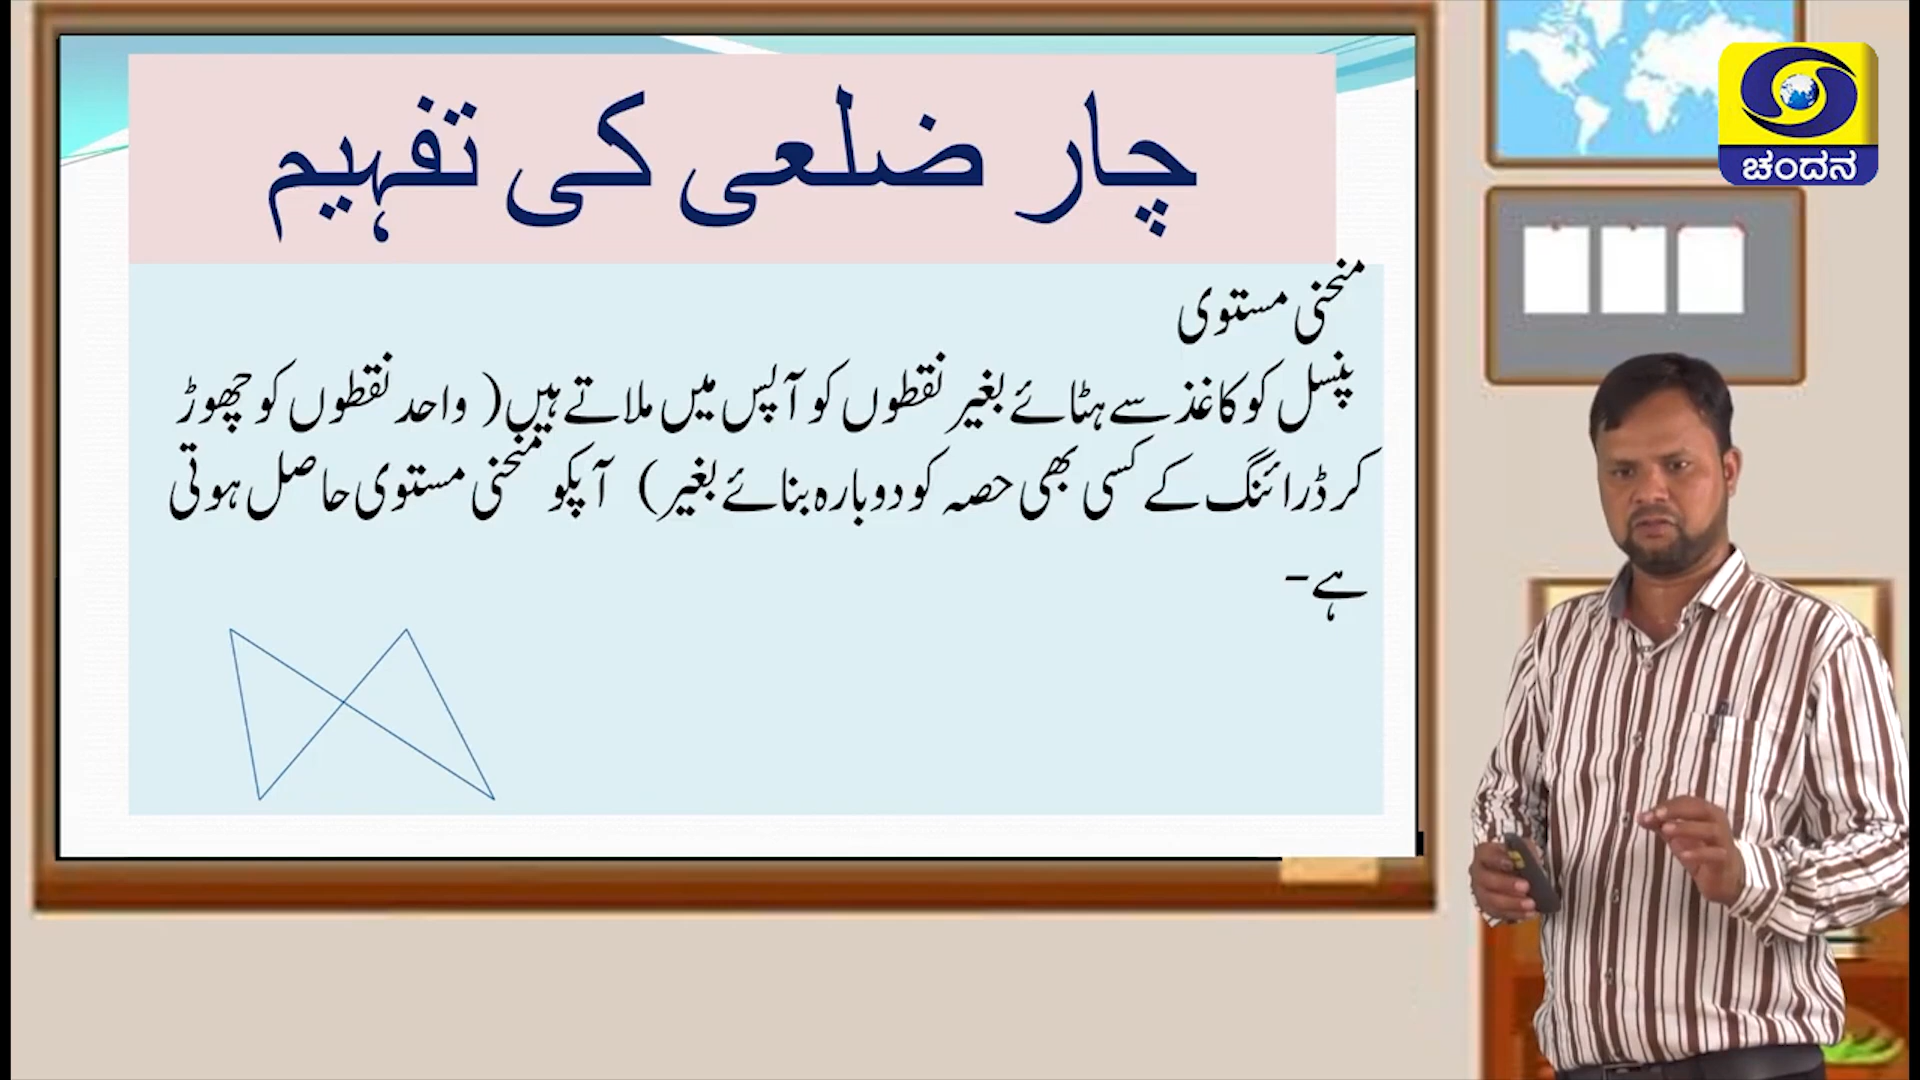 چار ضلعی کی تفہیم
منحنی مستوی
پنسل کو کاغذ سے ہٹائے بغیر نقطوں کو آپس میں ملاتے ہیں( واحد نقطوں کو چھوڑ
کر ڈرائنگ کے کسی بھی حصہ کو دوبارہ بنائے بغیر) آپکو منحنی مستوی حاصل ہوتی
ہے-
ಚಂದನ